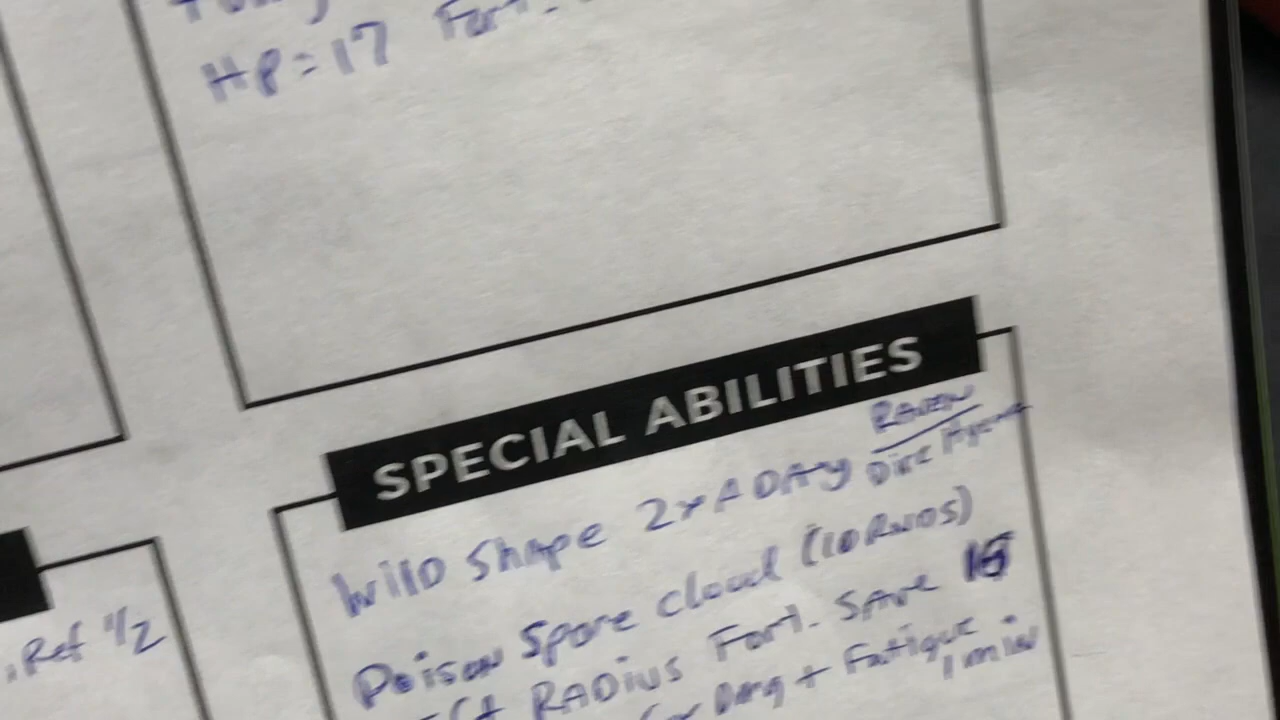 HP=17 Fort.
SPECIAL ABILITIES
RAVEN
Wild Shape 2x A DAY Dire
Poison Spore Cloud (10 RNDS)
RADIUS Fort. SAVE 15
Dmg + Fatigue
1 min
, Ref 1/2